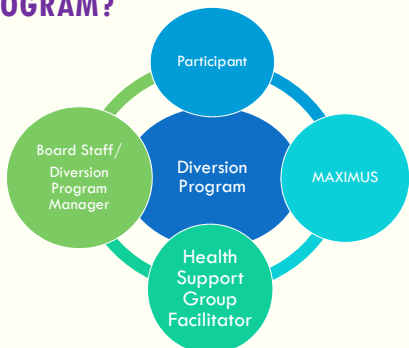 OGRAM?
Participant
Board Staff/
Diversion
Program
Manager
Diversion
Program
MAXIMUS
Health
Support
Group
Facilitator